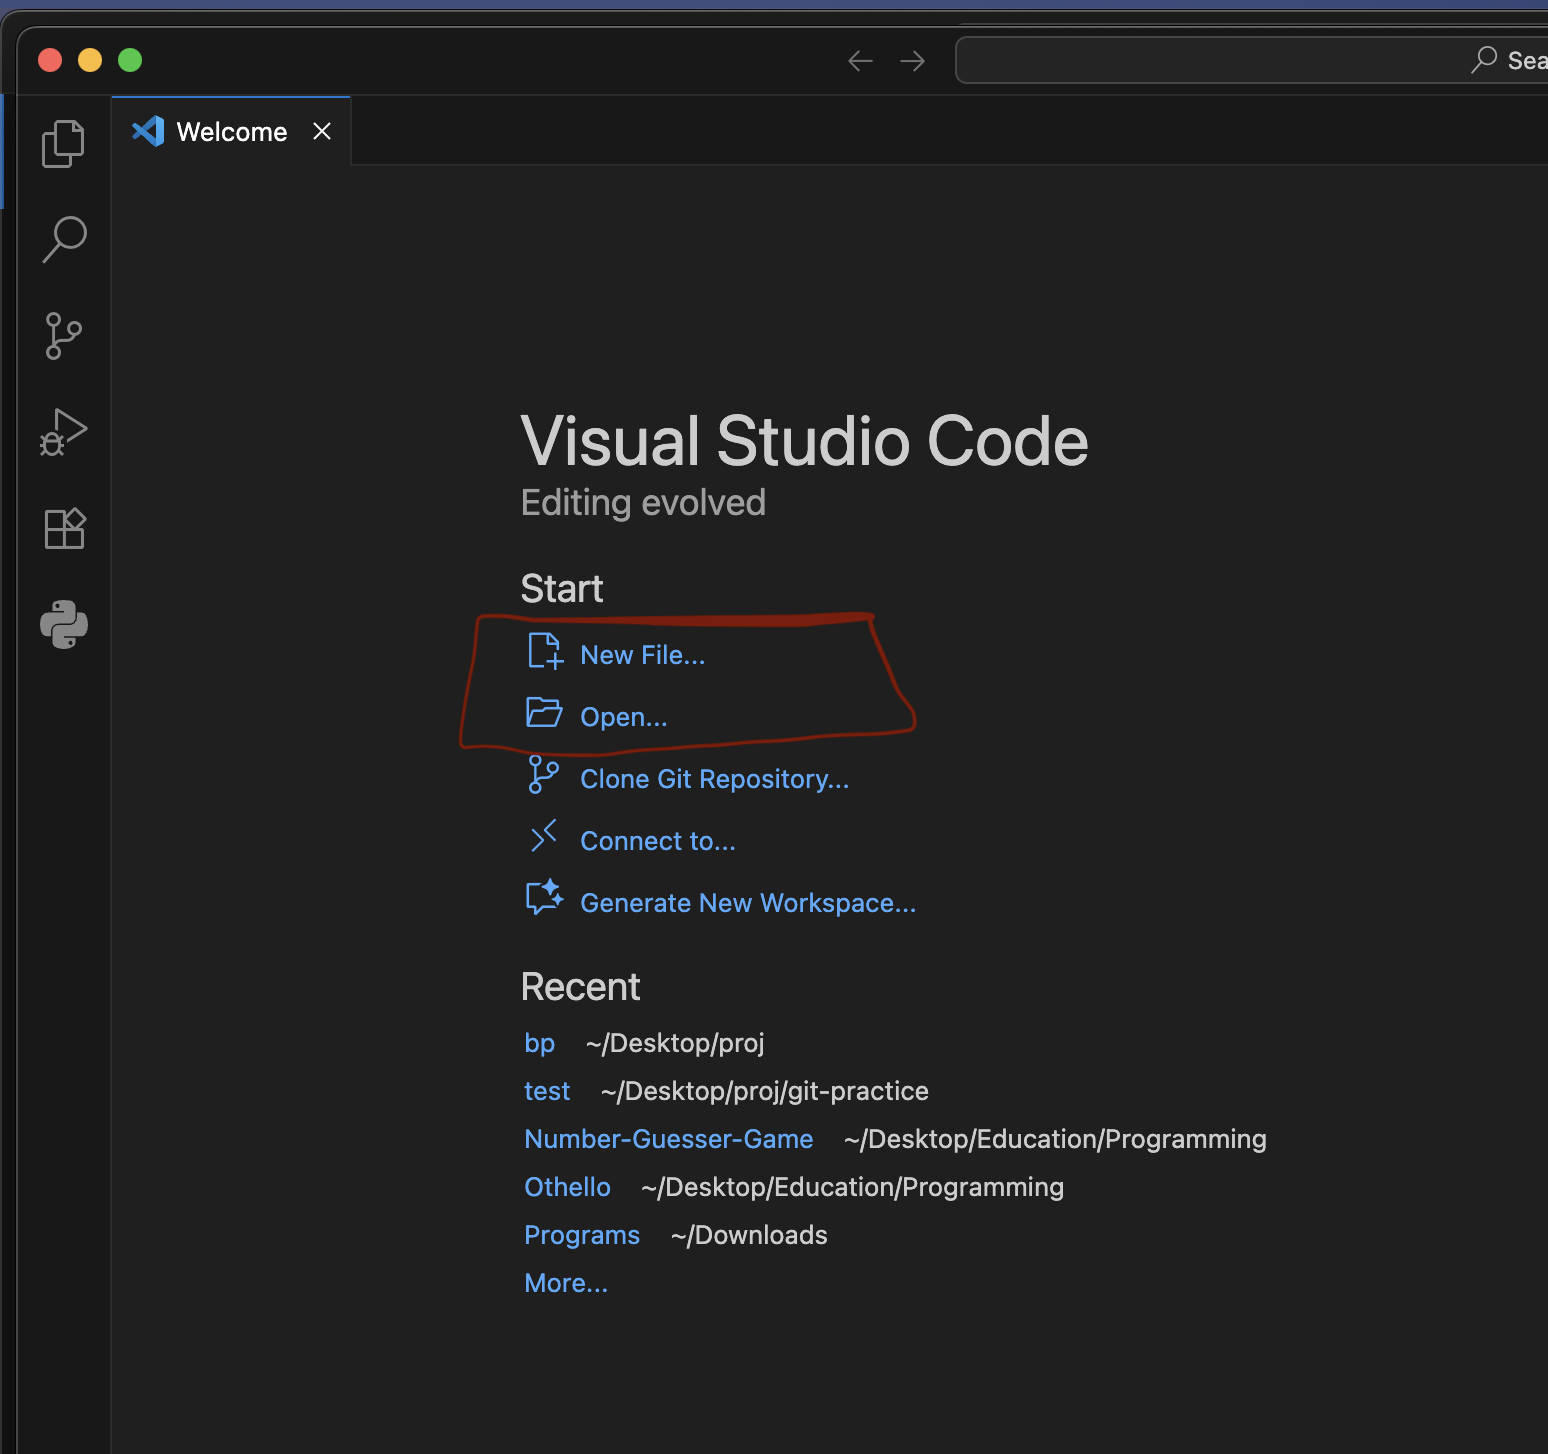 Sea
Welcome
Visual Studio Code
Editing evolved
Start
New File...
Open...
Clone Git Repository...
Connect to...
Generate New Workspace...
Recent
bp ~/Desktop/proj
test ~/Desktop/proj/git-practice
Number-Guesser-Game ~/Desktop/Education/Programming
Othello ~/Desktop/Education/Programming
Programs ~/Downloads
More...